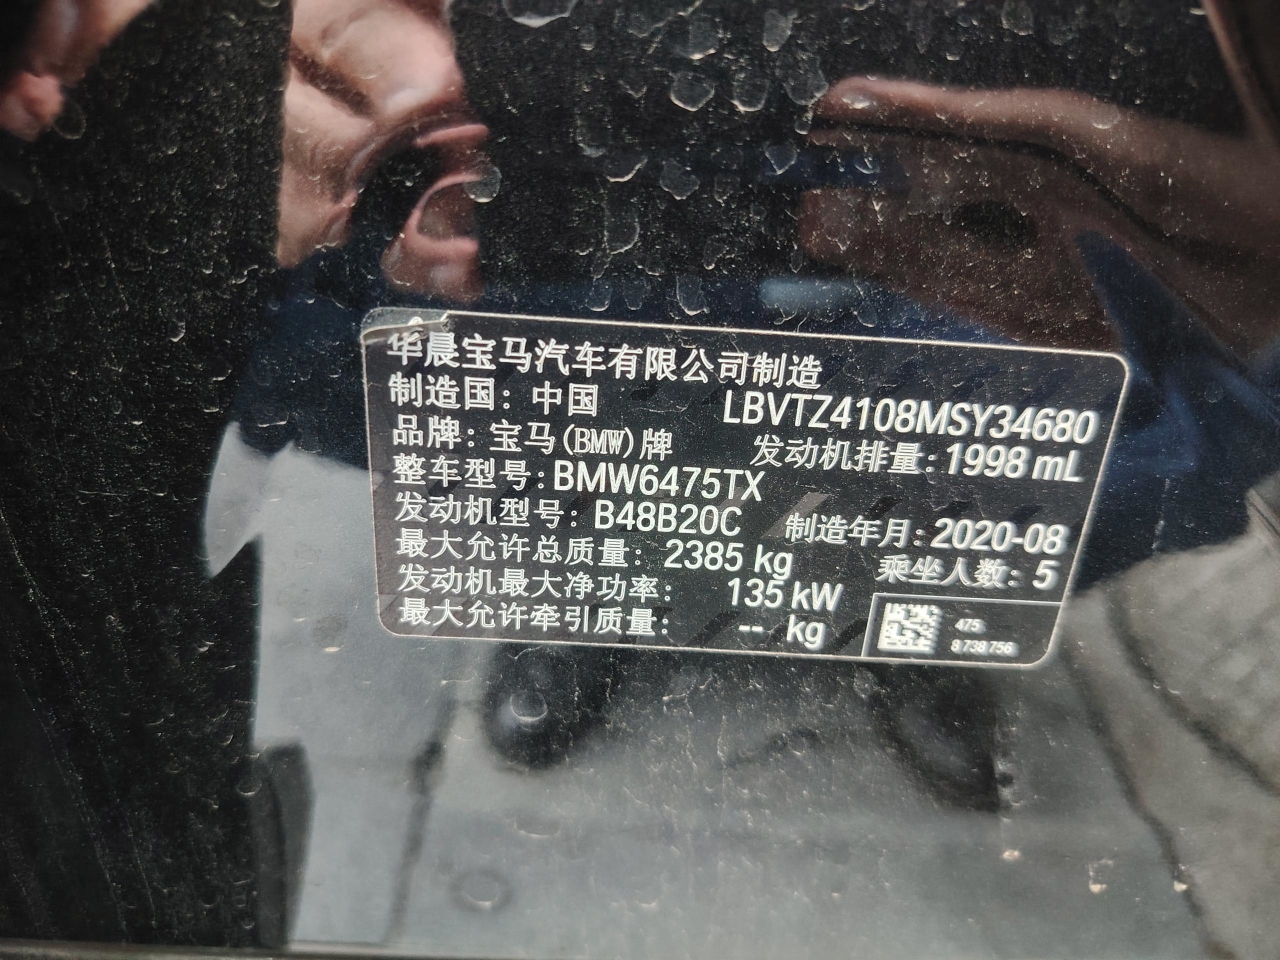 华晨宝马汽车有限公司制造
制造国：中国
LBVTZ4108MSY34680
品牌：宝马(BMW)牌
发动机排量：1998 mL
整车型号：BMW6475TX
发动机型号：B48B20C
制造年月：2020-08
最大允许总质量：2385 kg
乘坐人数：5
发动机最大净功率：135 kW
最大允许牵引质量：-- kg
475
8 738 756